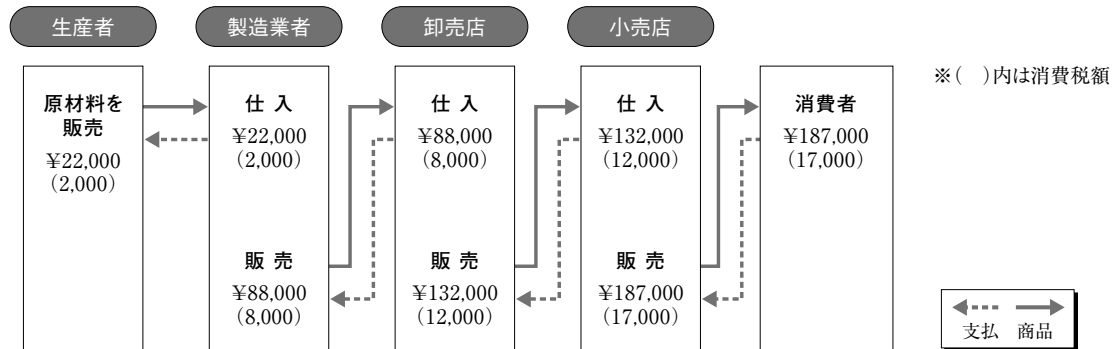 生産者
製造業者
卸売店
小売店
※(　)内は消費税額
原材料を
販売
¥22,000
(2,000)
仕 入
¥22,000
(2,000)
販 売
¥88,000
(8,000)
仕 入
¥88,000
(8,000)
販 売
¥132,000
(12,000)
仕 入
¥132,000
(12,000)
販 売
¥187,000
(17,000)
消費者
¥187,000
(17,000)
支払　商品